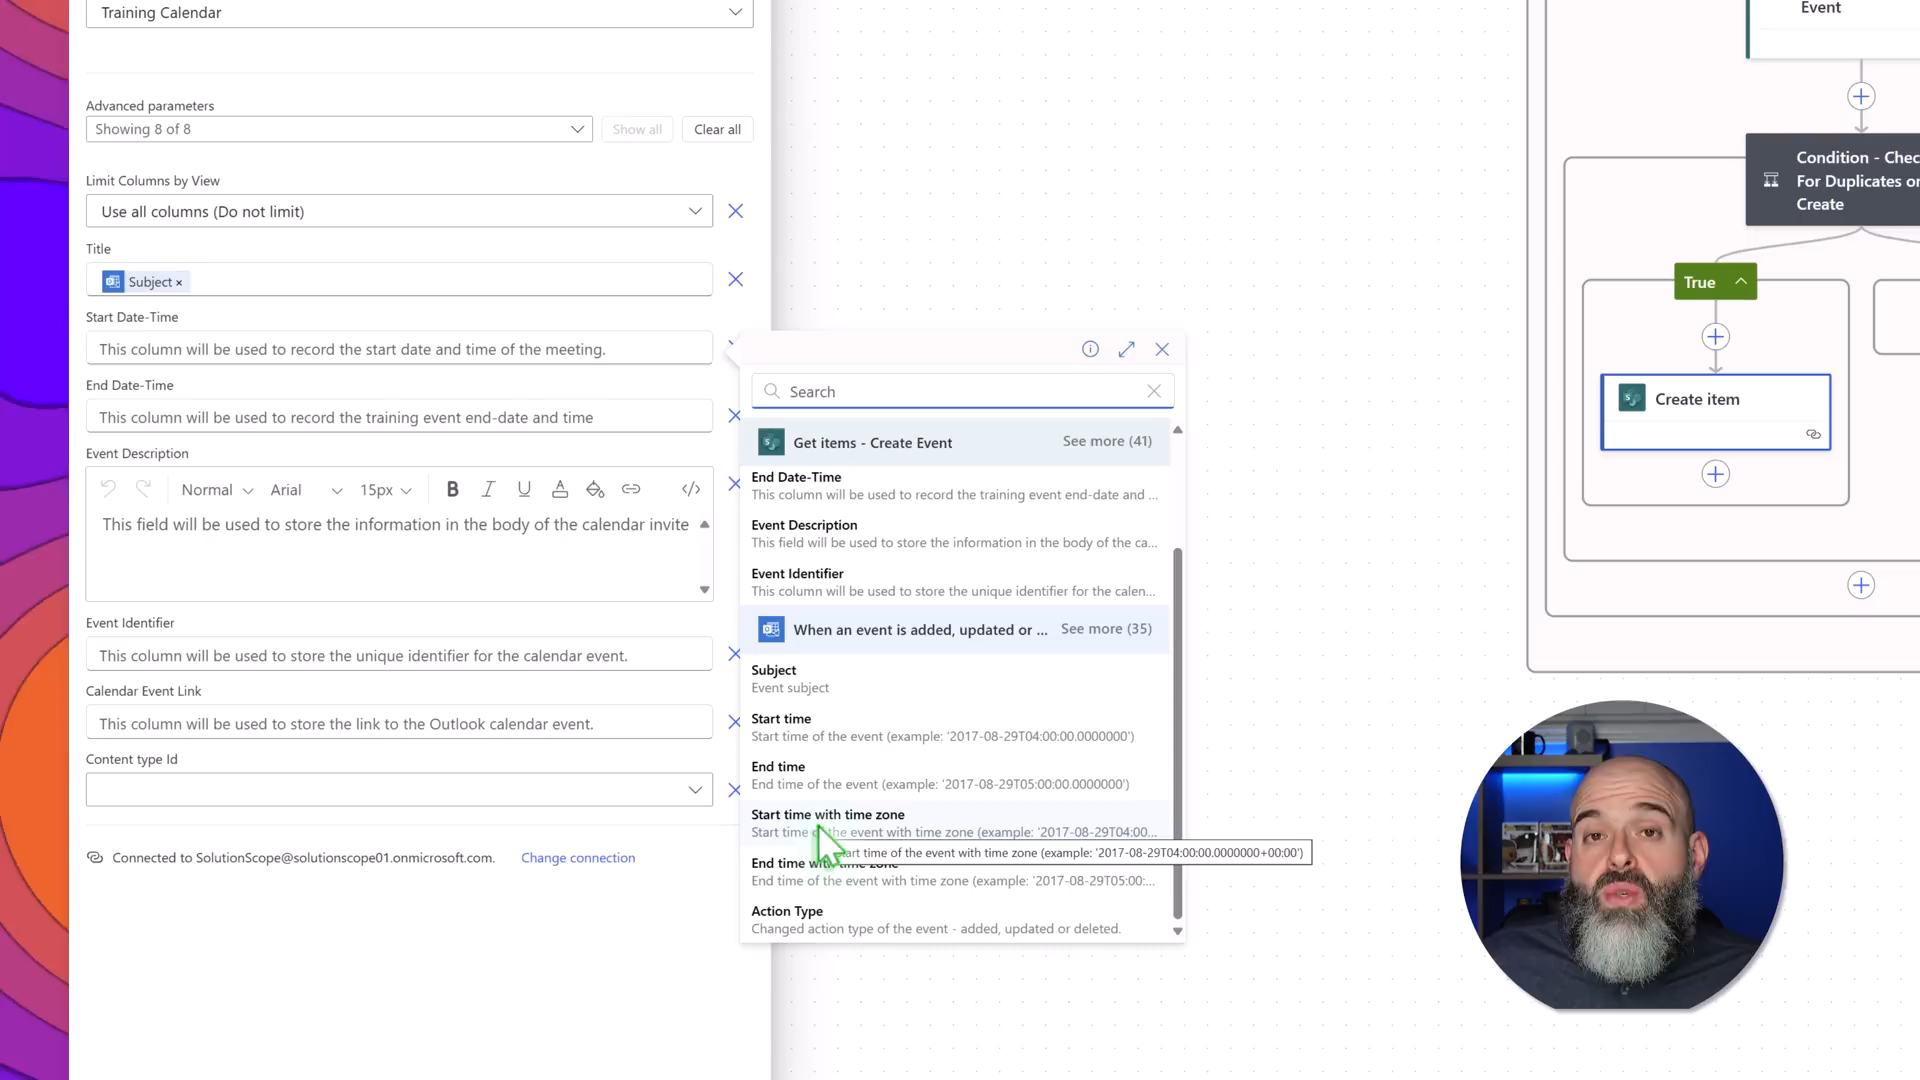 Training Calendar
Advanced parameters
Showing 8 of 8
Show all
Clear all
Limit Columns by View
Use all columns (Do not limit)
Title
Subject ×
Start Date-Time
This column will be used to record the start date and time of the meeting.
End Date-Time
This column will be used to record the training event end-date and time
Event Description
Normal
Arial
15px
B
I
U
A
</>
This field will be used to store the information in the body of the calendar invite
Event Identifier
This column will be used to store the unique identifier for the calendar event.
Calendar Event Link
This column will be used to store the link to the Outlook calendar event.
Content type Id
Connected to SolutionScope@solutionscope01.onmicrosoft.com.
Change connection
Search
Get items - Create Event
See more (41)
End Date-Time
This column will be used to record the training event end-date and ...
Event Description
This field will be used to store the information in the body of the ca...
Event Identifier
This column will be used to store the unique identifier for the calen...
When an event is added, updated or ...
See more (35)
Subject
Event subject
Start time
Start time of the event (example: '2017-08-29T04:00:00.0000000')
End time
End time of the event (example: '2017-08-29T05:00:00.0000000')
Start time with time zone
Start time of the event with time zone (example: '2017-08-29T04:00...
art time of the event with time zone (example: '2017-08-29T04:00:00.0000000+00:00')
End time with time zone
End time of the event with time zone (example: '2017-08-29T05:00:...
Action Type
Changed action type of the event - added, updated or deleted.
Event
Condition - Chec
For Duplicates or
Create
True
Create item